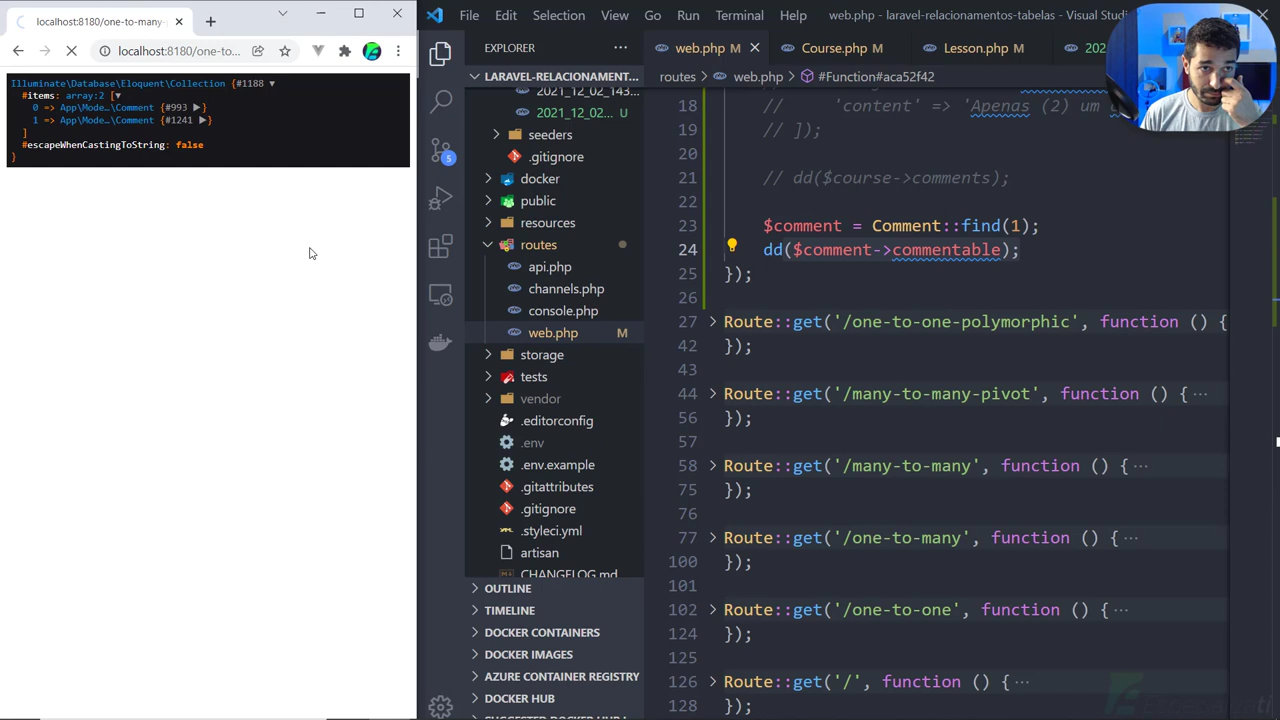 localhost:8180/one-to-many-
File Edit Selection View Go Run Terminal Help
web.php - laravel-relacionamentos-tabelas - Visual Studi
localhost:8180/one-to...
Illuminate\Database\Eloquent\Collection {#1188 ▼
#items: array:2 [▼
0 => App\Mode…\Comment {#993 ▶}
1 => App\Mode…\Comment {#1241 ▶}
]
#escapeWhenCastingToString: false
}
EXPLORER
LARAVEL-RELACIONAMENT...
2021_12_02_143...
2021_12_02... U
seeders
.gitignore
docker
public
resources
routes
api.php
channels.php
console.php
web.php M
storage
tests
vendor
.editorconfig
.env
.env.example
.gitattributes
.gitignore
.styleci.yml
artisan
CHANGELOG.md
OUTLINE
TIMELINE
DOCKER CONTAINERS
DOCKER IMAGES
AZURE CONTAINER REGISTRY
DOCKER HUB
SUGGESTED DOCKER HUB
5
web.php M
Course.php M
Lesson.php M
202
routes > web.php > #Function#aca52f42
18 // 'content' => 'Apenas (2) um
19 // ]);
20
21 // dd($course->comments);
22
23 $comment = Comment::find(1);
24 dd($comment->commentable);
25 });
26
27 Route::get('/one-to-one-polymorphic', function () {
42 });
43
44 Route::get('/many-to-many-pivot', function () { ···
56 });
57
58 Route::get('/many-to-many', function () { ···
75 });
76
77 Route::get('/one-to-many', function () { ···
100 });
101
102 Route::get('/one-to-one', function () { ···
124 });
125
126 Route::get('/', function () { ···
128 });